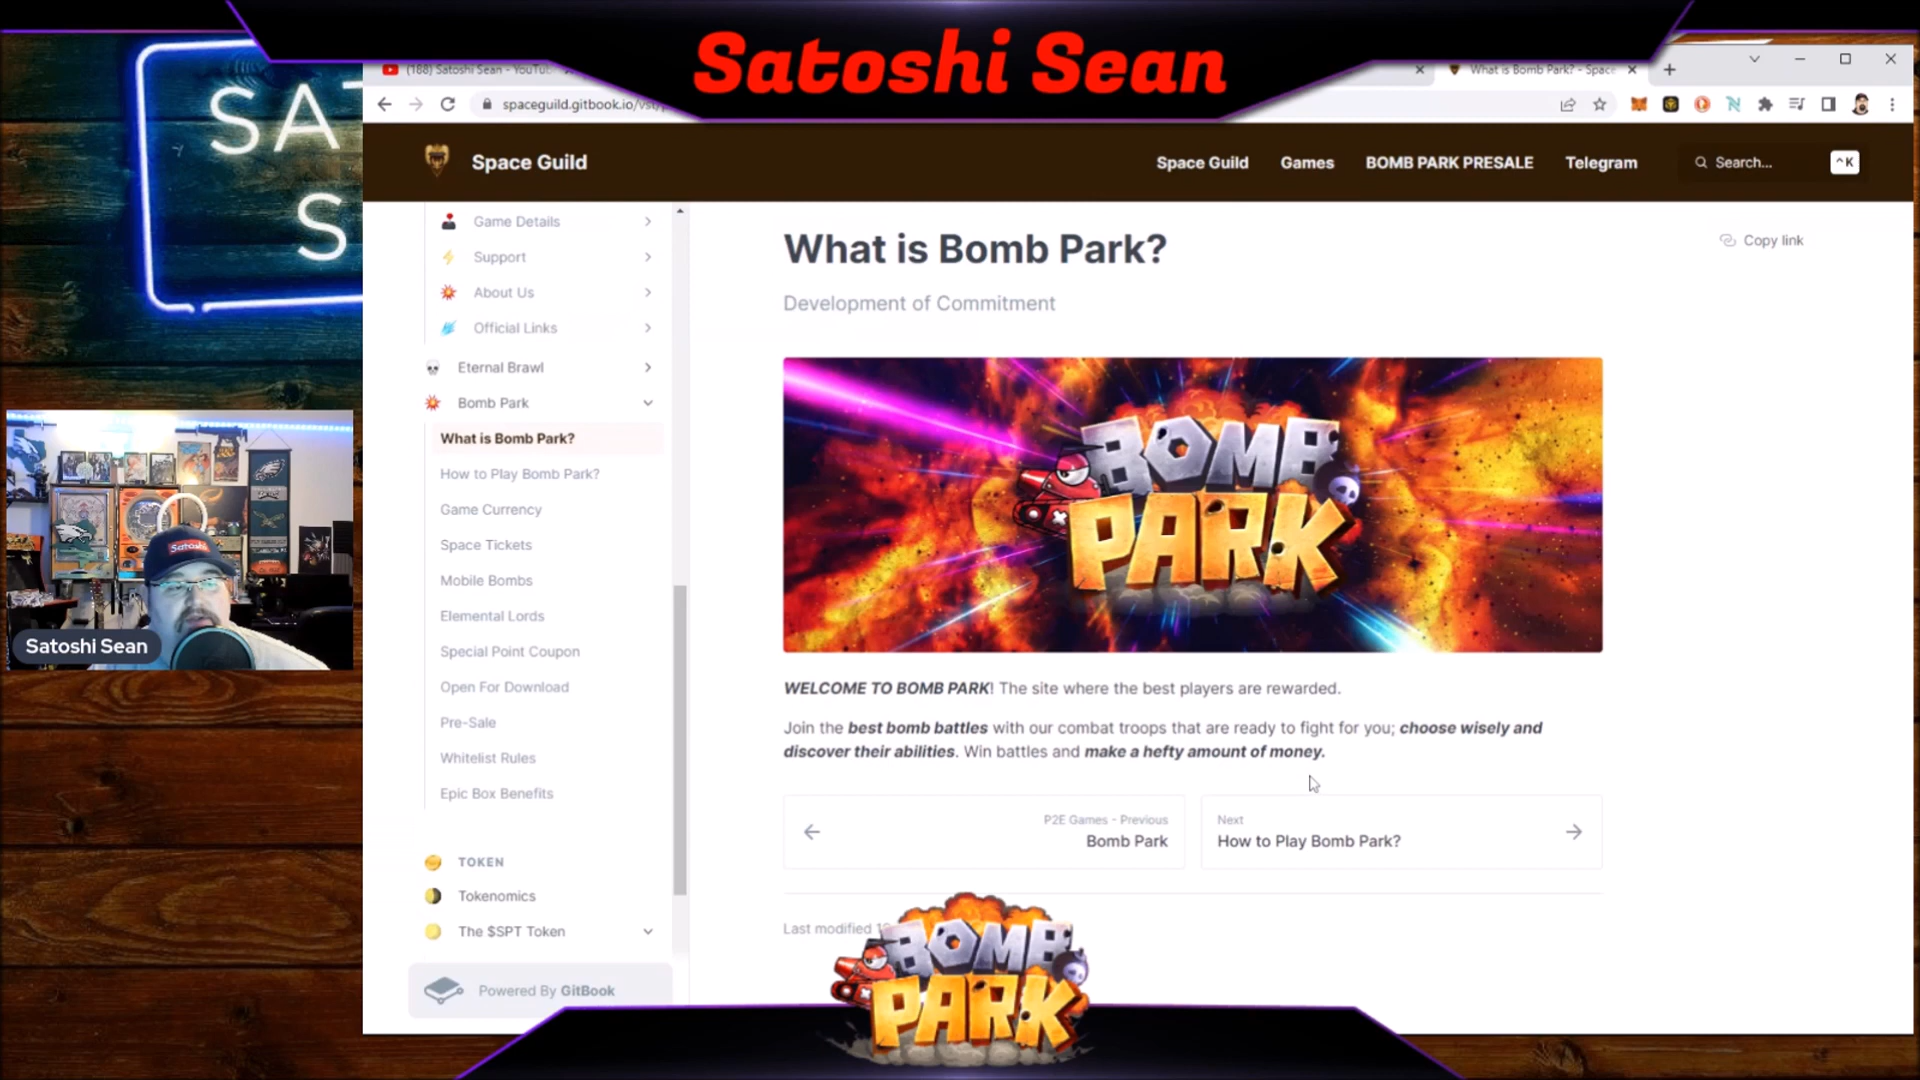 Satoshi Sean
(188) Satoshi Sean - YouTub
What is Bomb Park? - Space
spaceguild.gitbook.io/
Space Guild
Space Guild
Games
BOMB PARK PRESALE
Telegram
Search...
^K
Game Details
Support
About Us
Official Links
Eternal Brawl
Bomb Park
What is Bomb Park?
How to Play Bomb Park?
Game Currency
Space Tickets
Mobile Bombs
Elemental Lords
Special Point Coupon
Open For Download
Pre-Sale
Whitelist Rules
Epic Box Benefits
TOKEN
Tokenomics
The $SPT Token
Powered By GitBook
What is Bomb Park?
Copy link
Development of Commitment
BOMB
PARK
WELCOME TO BOMB PARK! The site where the best players are rewarded.
Join the best bomb battles with our combat troops that are ready to fight for you; choose wisely and
discover their abilities. Win battles and make a hefty amount of money.
P2E Games - Previous
Bomb Park
Next
How to Play Bomb Park?
Last modified
BOMB
PARK
SAT
S
Satoshi
Satoshi Sean